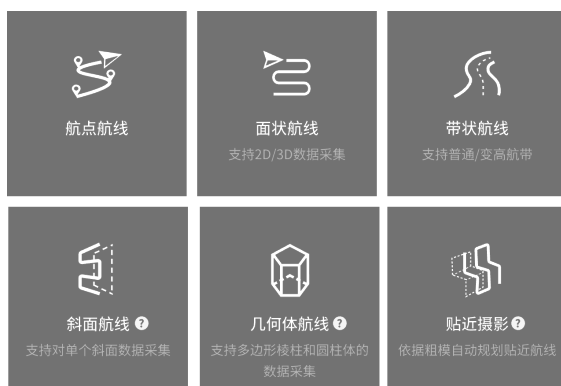 航点航线
面状航线
带状航线
支持2D/3D数据采集
支持普通/变高航带
斜面航线 ?
几何体航线 ?
贴近摄影 ?
支持对单个斜面数据采集
支持多边形棱柱和圆柱体的
数据采集
依据粗模自动规划贴近航线